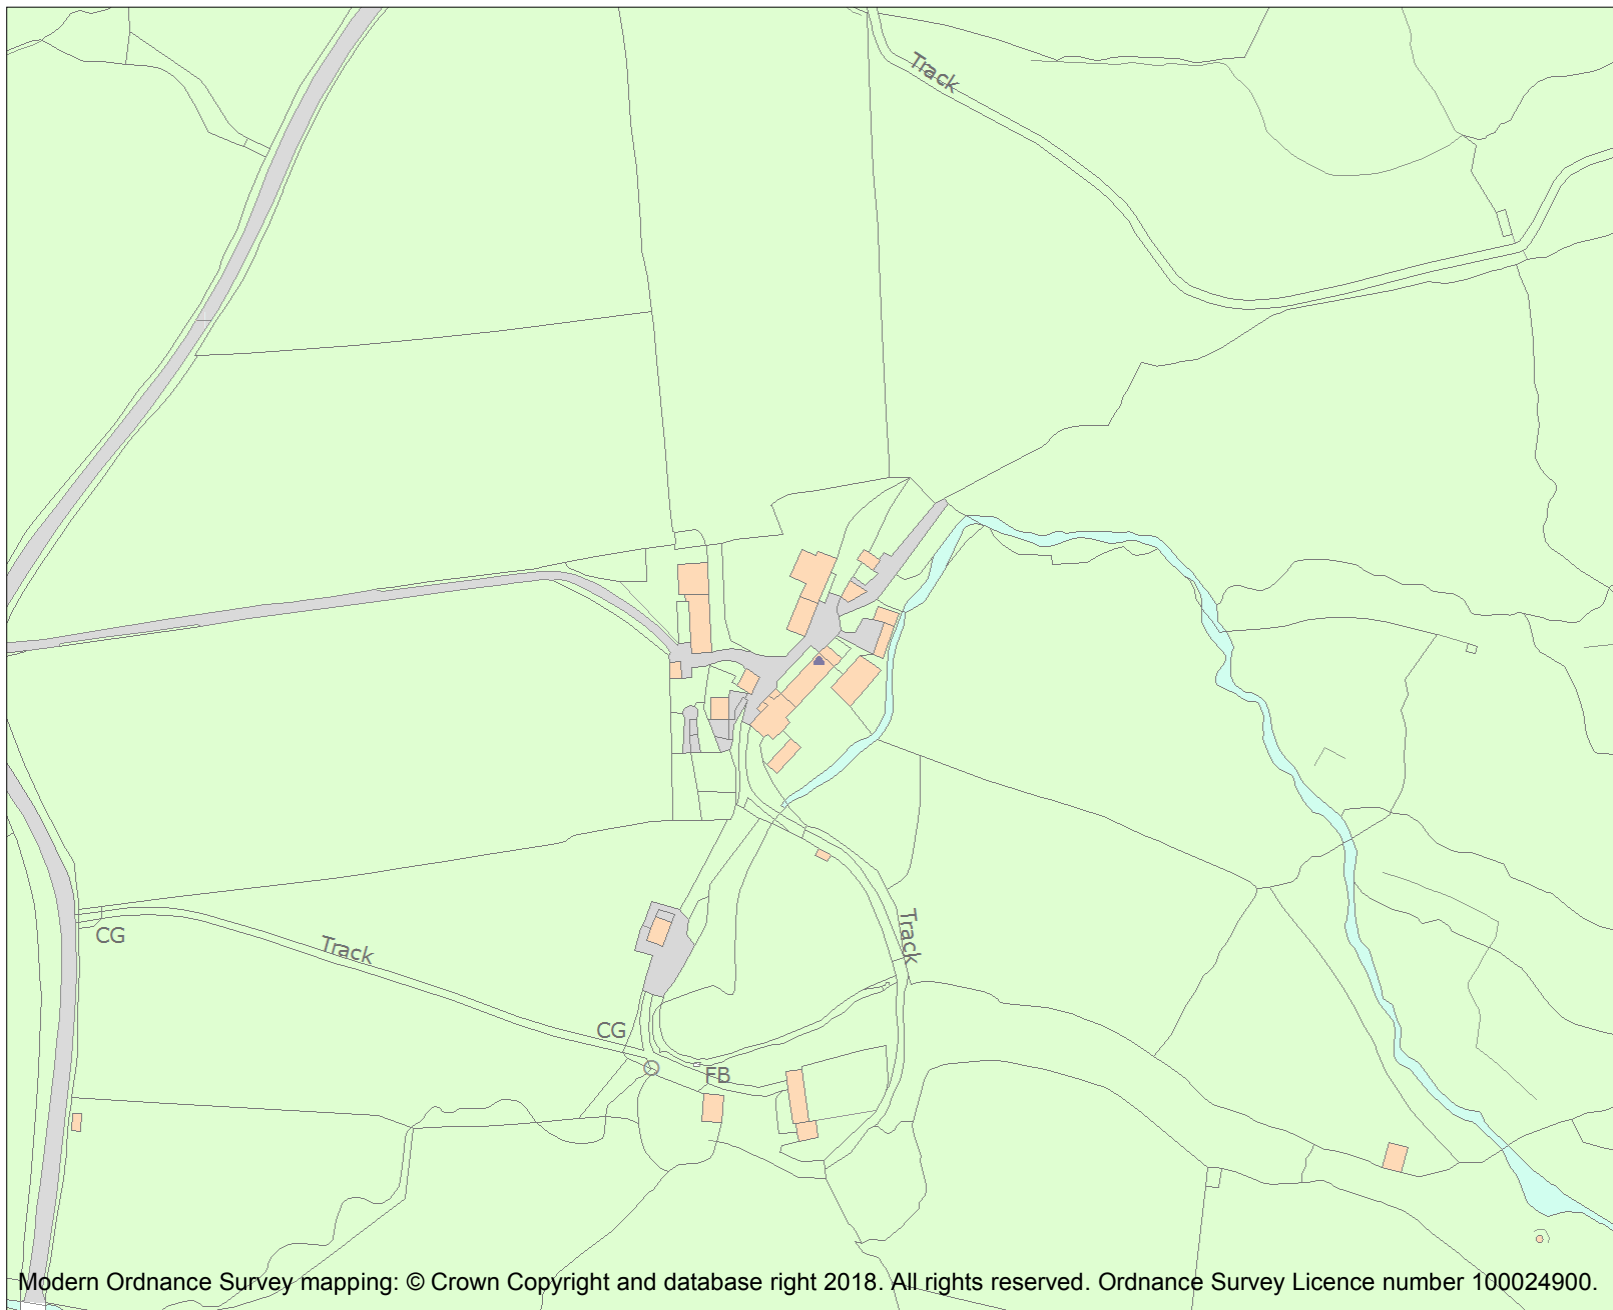 Track
CG
Track
Track
CG
FB
Modern Ordnance Survey mapping: © Crown Copyright and database right 2018. All rights reserved. Ordnance Survey Licence number 100024900.